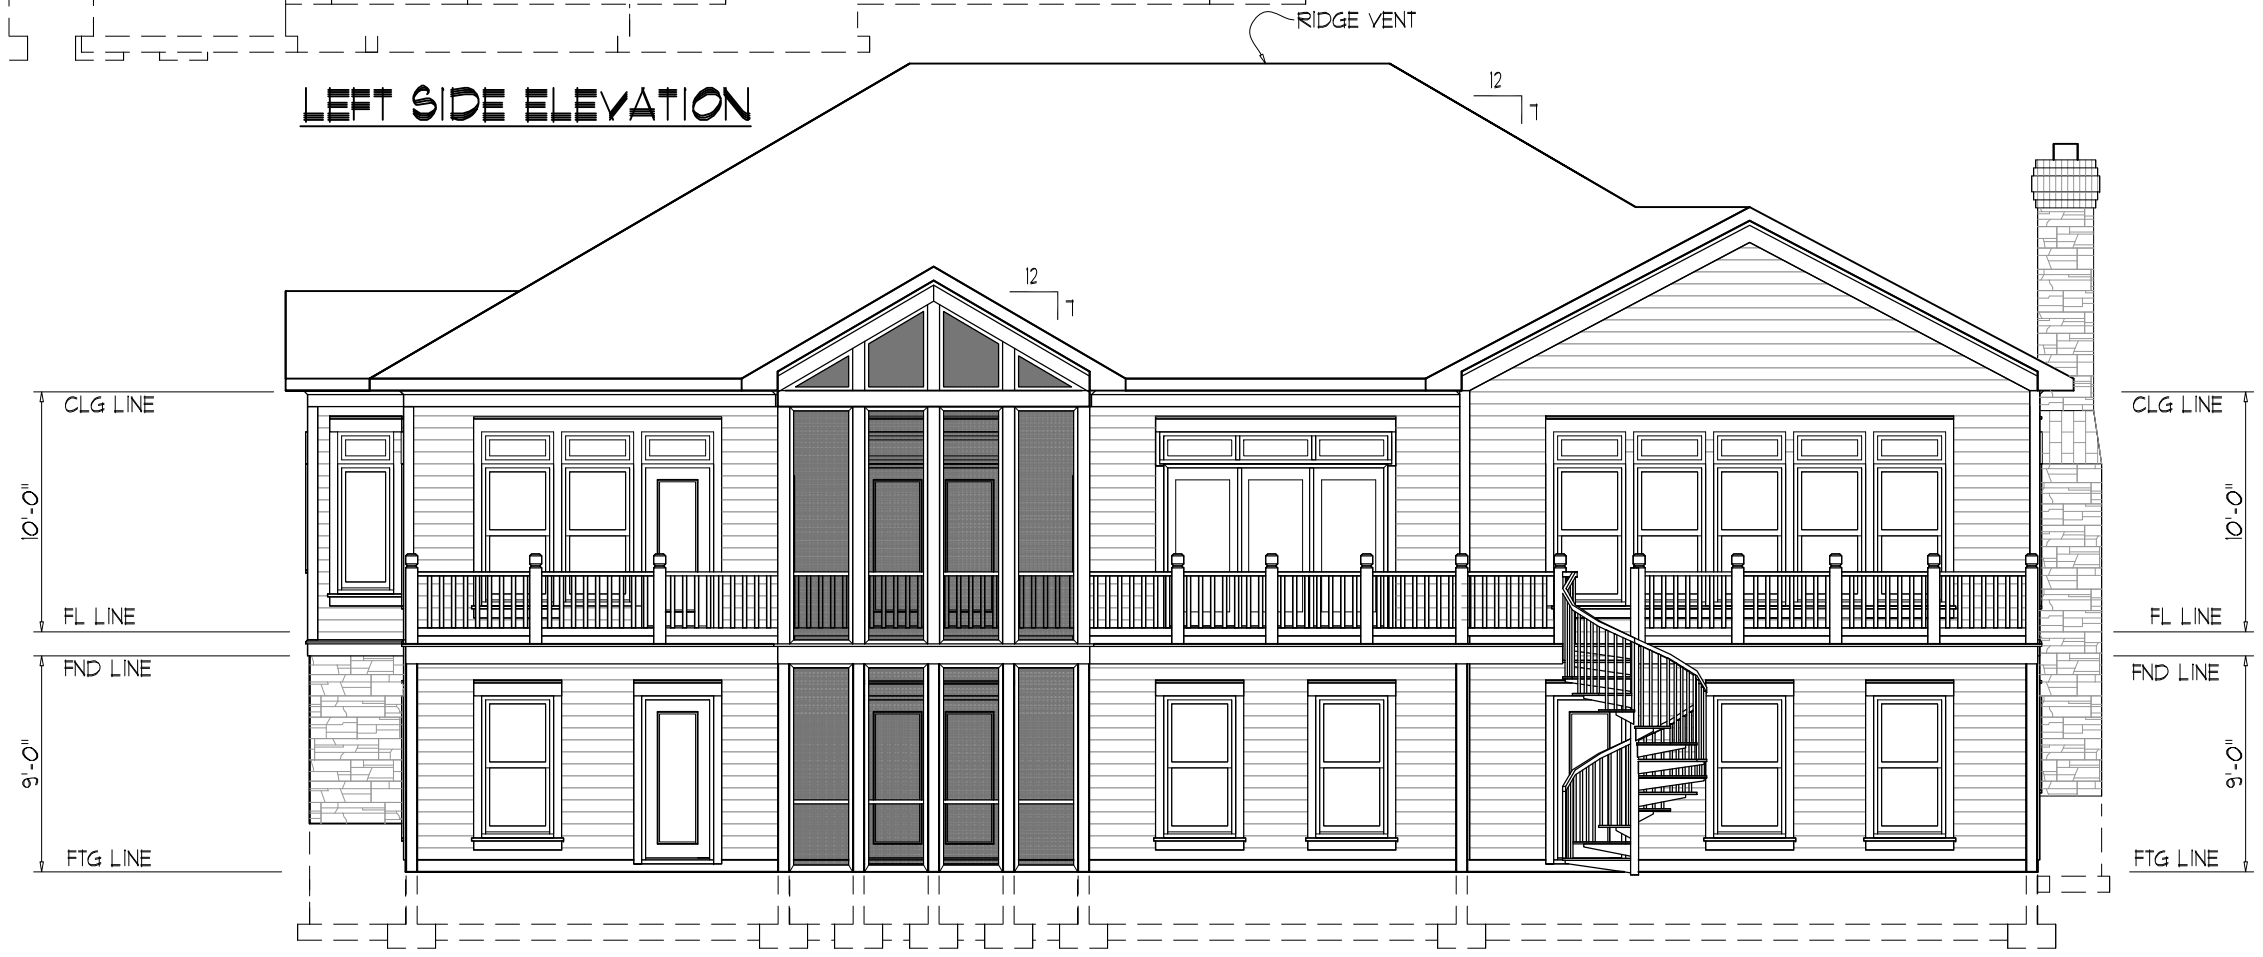 RIDGE VENT
LEFT SIDE ELEVATION
12
7
12
7
CLG LINE
CLG LINE
10'-0"
10'-0"
FL LINE
FL LINE
FND LINE
FND LINE
9'-0"
9'-0"
FTG LINE
FTG LINE